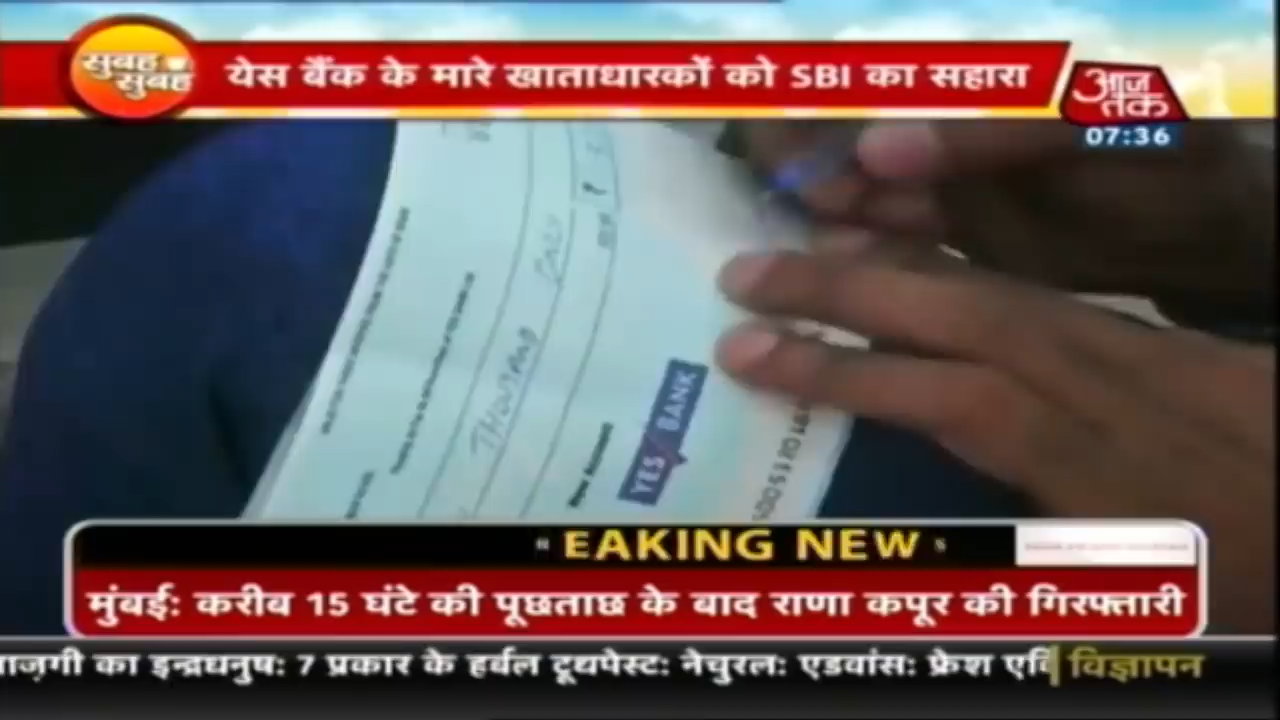 सुबह सुबह
येस बैंक के मारे खाताधारकों को SBI का सहारा
आज तक
07:36
THOUSAND ONLY
YES BANK
EAKING NEW
मुंबई: करीब 15 घंटे की पूछताछ के बाद राणा कपूर की गिरफ्तारी
ाज़गी का इन्द्रधनुष: 7 प्रकार के हर्बल टूथपेस्ट: नेचुरल: एडवांस: फ्रेश एवि
विज्ञापन